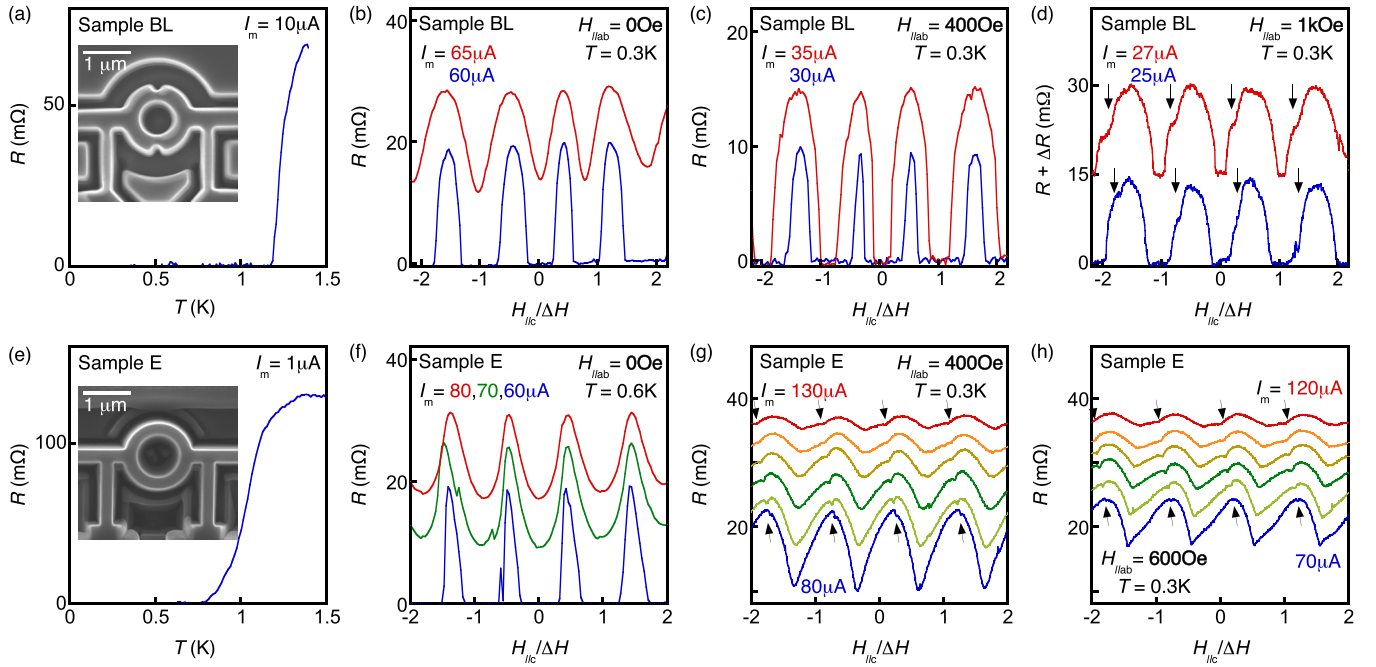 (a) Sample BL I_m = 10μA
1 μm
R (mΩ)
50
0
0 0.5 1.0 1.5
T (K)
(b) Sample BL H_//ab = 0Oe
I_m = 65μA T = 0.3K
60μA
R (mΩ)
40
20
0
-2 -1 0 1 2
H_//c/ΔH
(c) Sample BL H_//ab = 400Oe
I_m = 35μA T = 0.3K
30μA
R (mΩ)
20
10
0
-2 -1 0 1 2
H_//c/ΔH
(d) Sample BL H_//ab = 1kOe
I_m = 27μA T = 0.3K
25μA
R + ΔR (mΩ)
30
15
0
-2 -1 0 1 2
H_//c/ΔH
(e) Sample E I_m = 1μA
1 μm
R (mΩ)
100
0
0 0.5 1.0 1.5
T (K)
(f) Sample E H_//ab = 0Oe
I_m = 80,70,60μA T = 0.6K
R (mΩ)
40
20
0
-2 -1 0 1 2
H_//c/ΔH
(g) Sample E H_//ab = 400Oe
I_m = 130μA T = 0.3K
R (mΩ)
40
20
80μA
-2 -1 0 1 2
H_//c/ΔH
(h) Sample E
I_m = 120μA
R (mΩ)
40
20
H_//ab = 600Oe 70μA
T = 0.3K
-2 -1 0 1 2
H_//c/ΔH